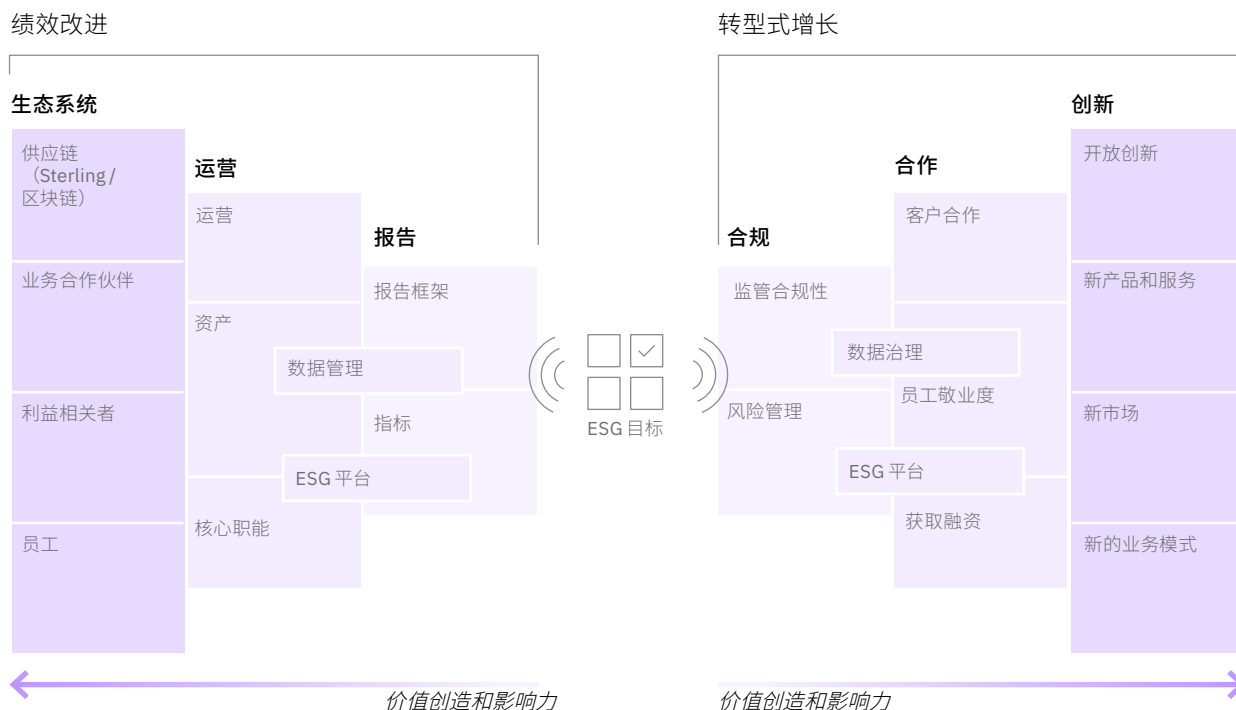 绩效改进
生态系统
供应链
（Sterling/
区块链）
业务合作伙伴
利益相关者
员工
运营
运营
资产
核心职能
报告
报告框架
指标
数据管理
ESG 平台
价值创造和影响力
ESG 目标
转型式增长
合规
监管合规性
风险管理
数据治理
ESG 平台
合作
客户合作
员工敬业度
获取融资
创新
开放创新
新产品和服务
新市场
新的业务模式
价值创造和影响力